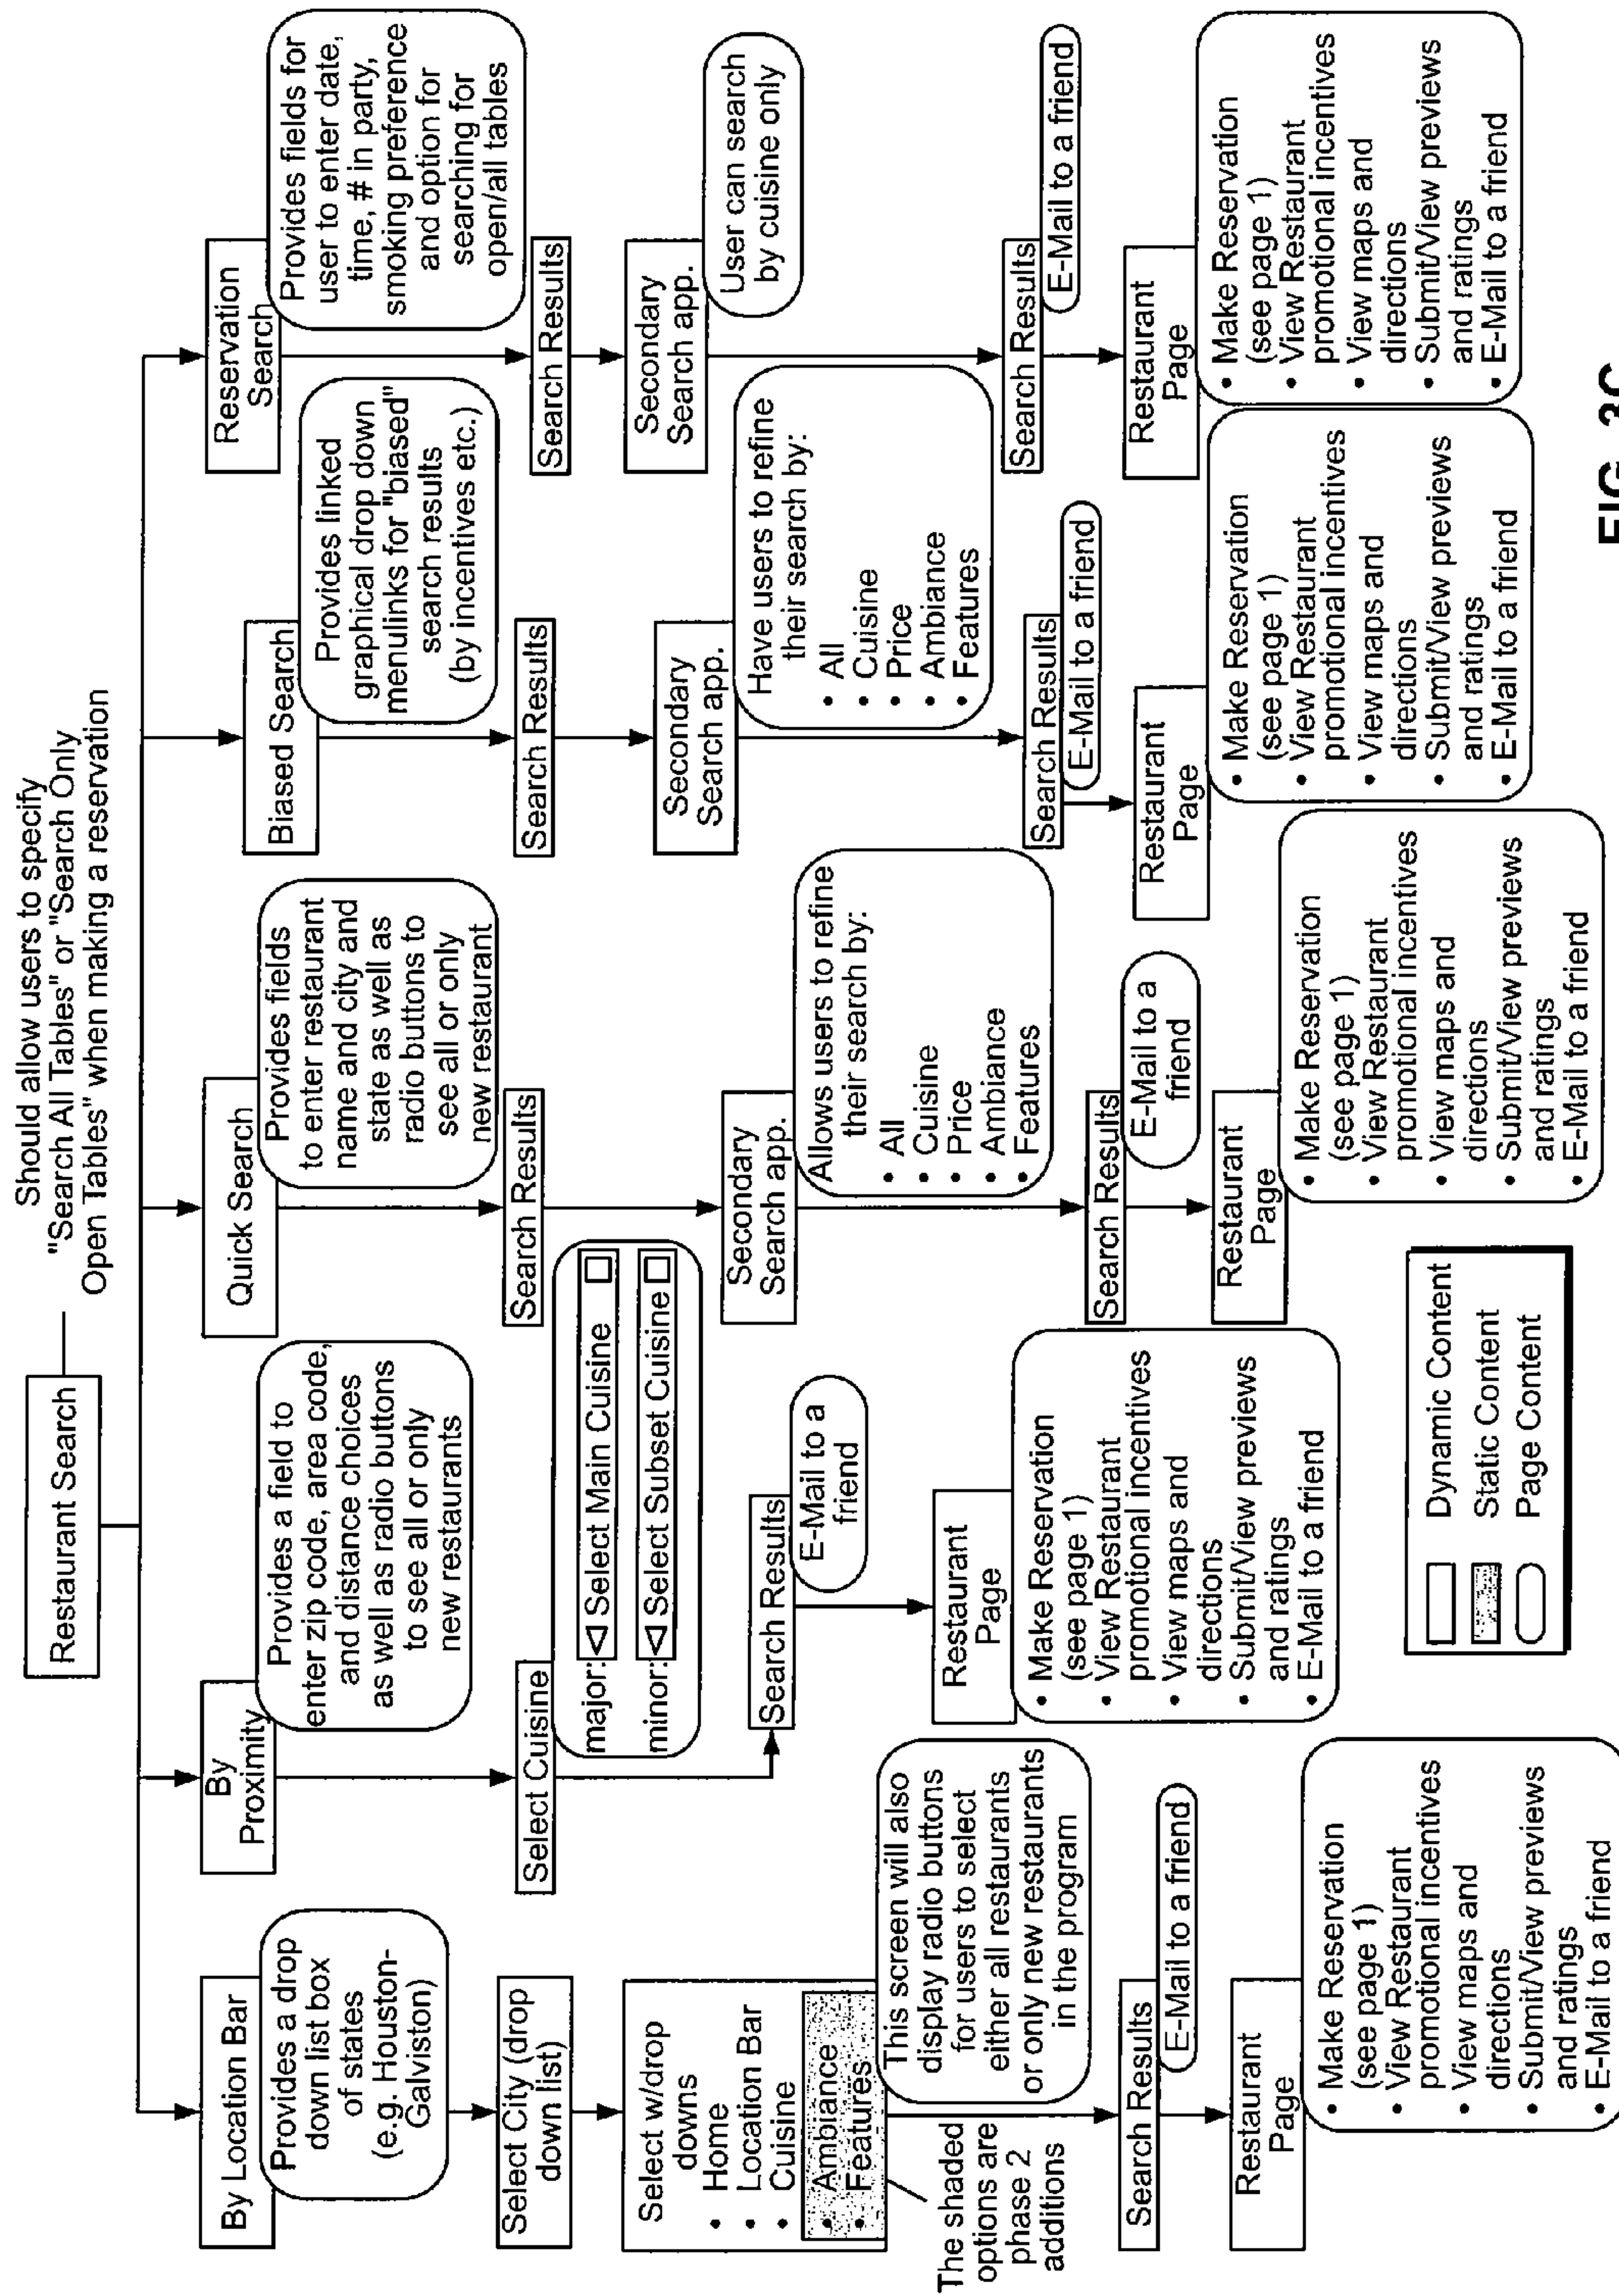 Should allow users to specify
"Search All Tables" or "Search Only
Open Tables" when making a reservation
Restaurant Search
By Location Bar
Provides a drop
down list box
of states
(e.g. Houston-
Galviston)
Select City (drop
down list)
Select w/drop
downs
• Home
• Location Bar
• Cuisine
• Ambiance
• Features
This screen will also
display radio buttons
for users to select
either all restaurants
or only new restaurants
in the program
The shaded
options are
phase 2
additions
Search Results
E-Mail to a friend
Restaurant
Page
• Make Reservation
(see page 1)
• View Restaurant
promotional incentives
• View maps and
directions
• Submit/View previews
and ratings
• E-Mail to a friend
By
Proximity
Provides a field to
enter zip code, area code,
and distance choices
as well as radio buttons
to see all or only
new restaurants
Select Cuisine
major: Select Main Cuisine
minor: Select Subset Cuisine
Search Results
E-Mail to a
friend
Restaurant
Page
• Make Reservation
(see page 1)
• View Restaurant
promotional incentives
• View maps and
directions
• Submit/View previews
and ratings
• E-Mail to a friend
Quick Search
Provides fields
to enter restaurant
name and city and
state as well as
radio buttons to
see all or only
new restaurant
Search Results
Secondary
Search app.
Allows users to refine
their search by:
• All
• Cuisine
• Price
• Ambiance
• Features
Search Results
E-Mail to a
friend
Restaurant
Page
• Make Reservation
(see page 1)
• View Restaurant
promotional incentives
• View maps and
directions
• Submit/View previews
and ratings
• E-Mail to a friend
Biased Search
Provides linked
graphical drop down
menulinks for "biased"
search results
(by incentives etc.)
Search Results
Secondary
Search app.
Have users to refine
their search by:
• All
• Cuisine
• Price
• Ambiance
• Features
Search Results
E-Mail to a friend
Restaurant
Page
• Make Reservation
(see page 1)
• View Restaurant
promotional incentives
• View maps and
directions
• Submit/View previews
and ratings
• E-Mail to a friend
Reservation
Search
Provides fields for
user to enter date,
time, # in party,
smoking preference
and option for
searching for
open/all tables
Search Results
Secondary
Search app.
User can search
by cuisine only
Search Results
E-Mail to a friend
Restaurant
Page
• Make Reservation
(see page 1)
• View Restaurant
promotional incentives
• View maps and
directions
• Submit/View previews
and ratings
• E-Mail to a friend
Dynamic Content
Static Content
Page Content
FIG. 3C